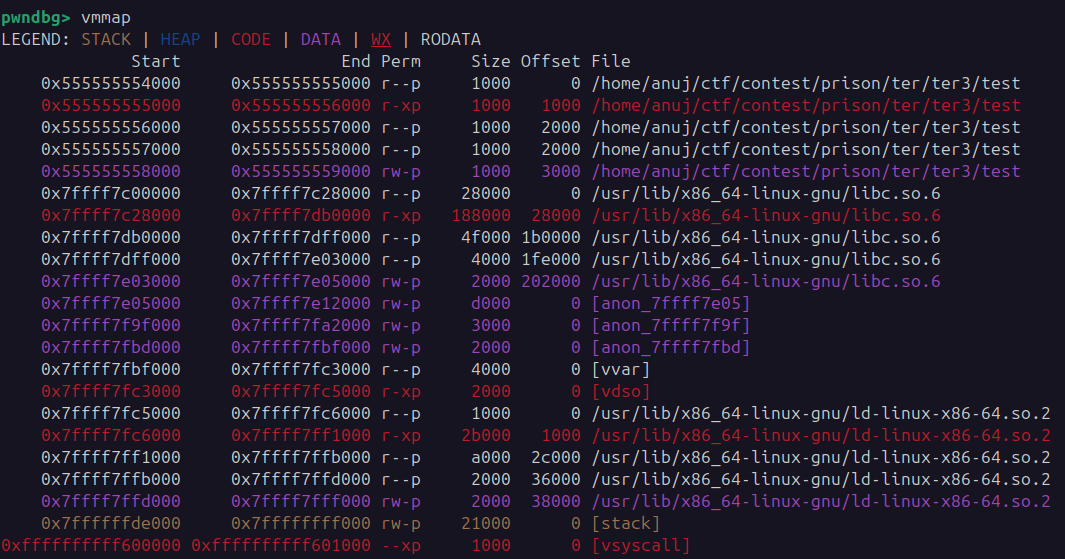 pwndbg> vmmap
LEGEND: STACK | HEAP | CODE | DATA | WX | RODATA
Start End Perm Size Offset File
0x555555554000 0x555555555000 r--p 1000 0 /home/anuj/ctf/contest/prison/ter/ter3/test
0x555555555000 0x555555556000 r-xp 1000 1000 /home/anuj/ctf/contest/prison/ter/ter3/test
0x555555556000 0x555555557000 r--p 1000 2000 /home/anuj/ctf/contest/prison/ter/ter3/test
0x555555557000 0x555555558000 r--p 1000 2000 /home/anuj/ctf/contest/prison/ter/ter3/test
0x555555558000 0x555555559000 rw-p 1000 3000 /home/anuj/ctf/contest/prison/ter/ter3/test
0x7ffff7c00000 0x7ffff7c28000 r--p 28000 0 /usr/lib/x86_64-linux-gnu/libc.so.6
0x7ffff7c28000 0x7ffff7db0000 r-xp 188000 28000 /usr/lib/x86_64-linux-gnu/libc.so.6
0x7ffff7db0000 0x7ffff7dff000 r--p 4f000 1b0000 /usr/lib/x86_64-linux-gnu/libc.so.6
0x7ffff7dff000 0x7ffff7e03000 r--p 4000 1fe000 /usr/lib/x86_64-linux-gnu/libc.so.6
0x7ffff7e03000 0x7ffff7e05000 rw-p 2000 202000 /usr/lib/x86_64-linux-gnu/libc.so.6
0x7ffff7e05000 0x7ffff7e12000 rw-p d000 0 [anon_7ffff7e05]
0x7ffff7f9f000 0x7ffff7fa2000 rw-p 3000 0 [anon_7ffff7f9f]
0x7ffff7fbd000 0x7ffff7fbf000 rw-p 2000 0 [anon_7ffff7fbd]
0x7ffff7fbf000 0x7ffff7fc3000 r--p 4000 0 [vvar]
0x7ffff7fc3000 0x7ffff7fc5000 r-xp 2000 0 [vdso]
0x7ffff7fc5000 0x7ffff7fc6000 r--p 1000 0 /usr/lib/x86_64-linux-gnu/ld-linux-x86-64.so.2
0x7ffff7fc6000 0x7ffff7ff1000 r-xp 2b000 1000 /usr/lib/x86_64-linux-gnu/ld-linux-x86-64.so.2
0x7ffff7ff1000 0x7ffff7ffb000 r--p a000 2c000 /usr/lib/x86_64-linux-gnu/ld-linux-x86-64.so.2
0x7ffff7ffb000 0x7ffff7ffd000 r--p 2000 36000 /usr/lib/x86_64-linux-gnu/ld-linux-x86-64.so.2
0x7ffff7ffd000 0x7ffff7fff000 rw-p 2000 38000 /usr/lib/x86_64-linux-gnu/ld-linux-x86-64.so.2
0x7ffffffde000 0x7ffffffff000 rw-p 21000 0 [stack]
0xffffffffff600000 0xffffffffff601000 --xp 1000 0 [vsyscall]